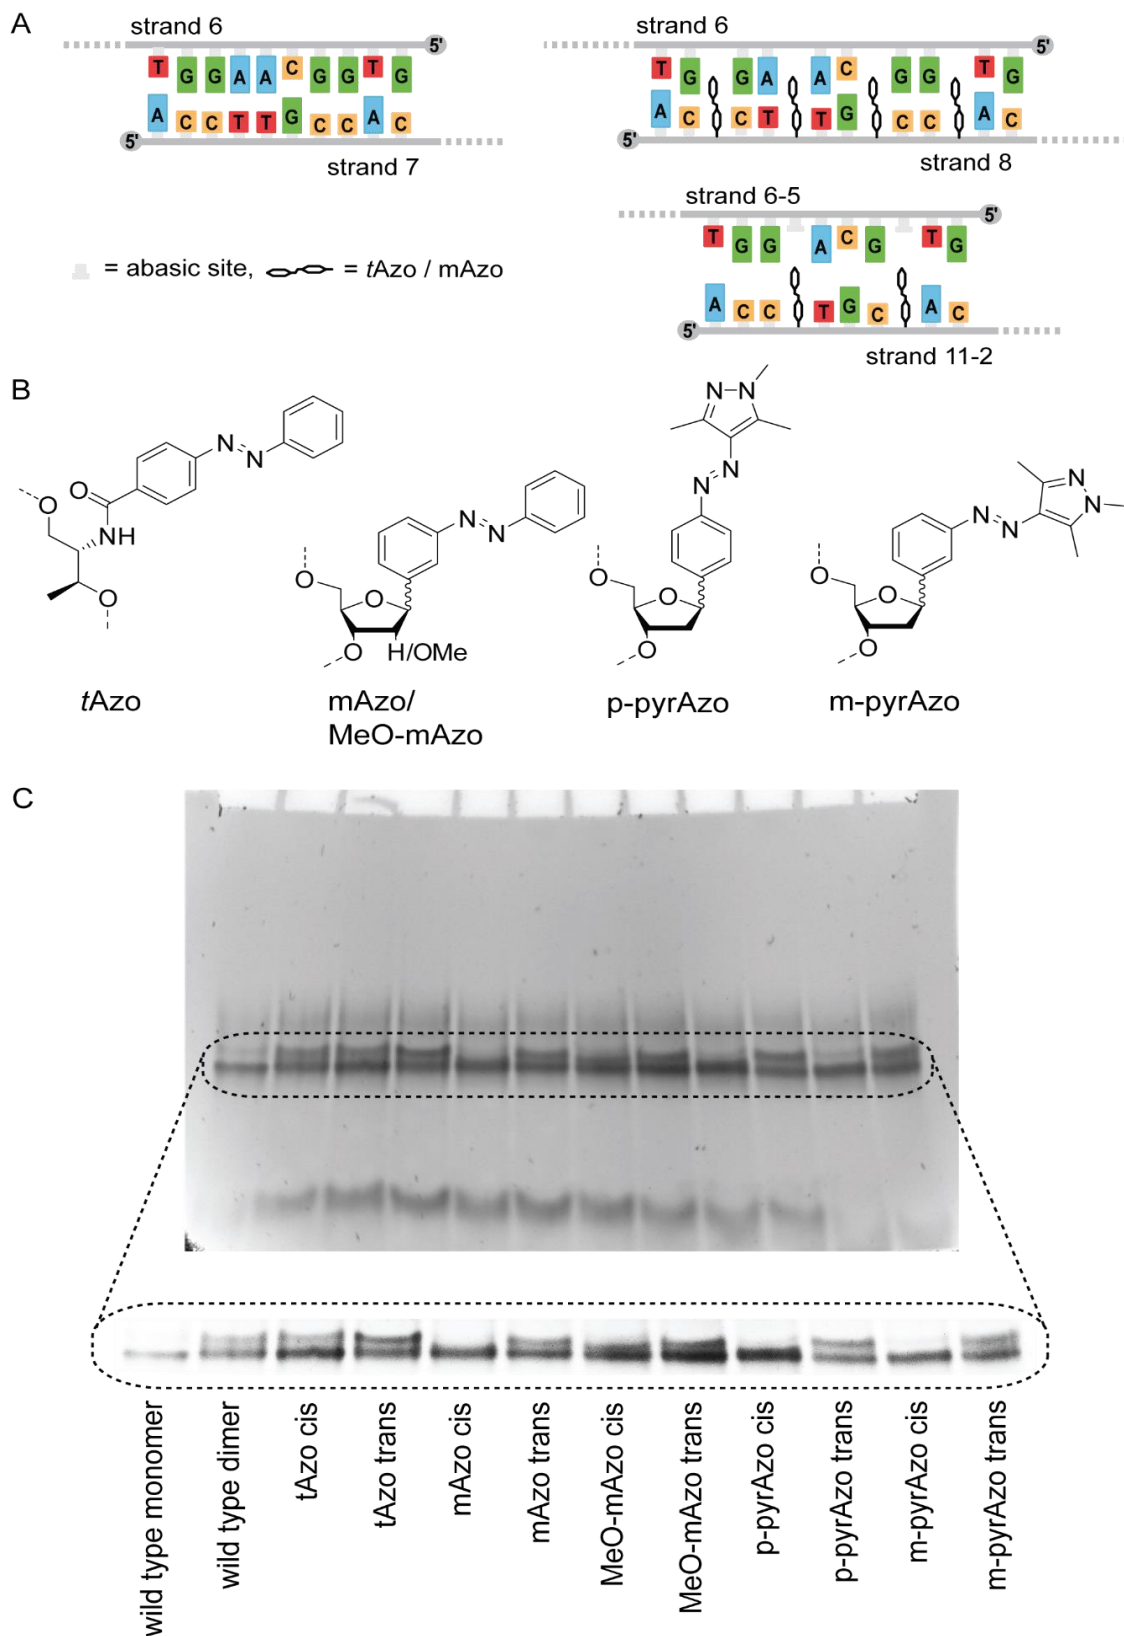 A
strand 6
5'
T G G A A C G G T G
A C C T T G C C A C
5'
strand 7
strand 6
5'
T G G A A C G G T G
A C C T T G C C A C
5'
strand 8
strand 6-5
5'
T G G A C G T G
A C C T G C A C
5'
strand 11-2
= abasic site, = tAzo / mAzo
B
O
O
NH
O
N
N
tAzo
O
O
O
H/OMe
N
N
mAzo/
MeO-mAzo
N
N
N
N
O
O
O
p-pyrAzo
N
N
N
N
O
O
O
m-pyrAzo
C
wild type monomer
wild type dimer
tAzo cis
tAzo trans
mAzo cis
mAzo trans
MeO-mAzo cis
MeO-mAzo trans
p-pyrAzo cis
p-pyrAzo trans
m-pyrAzo cis
m-pyrAzo trans